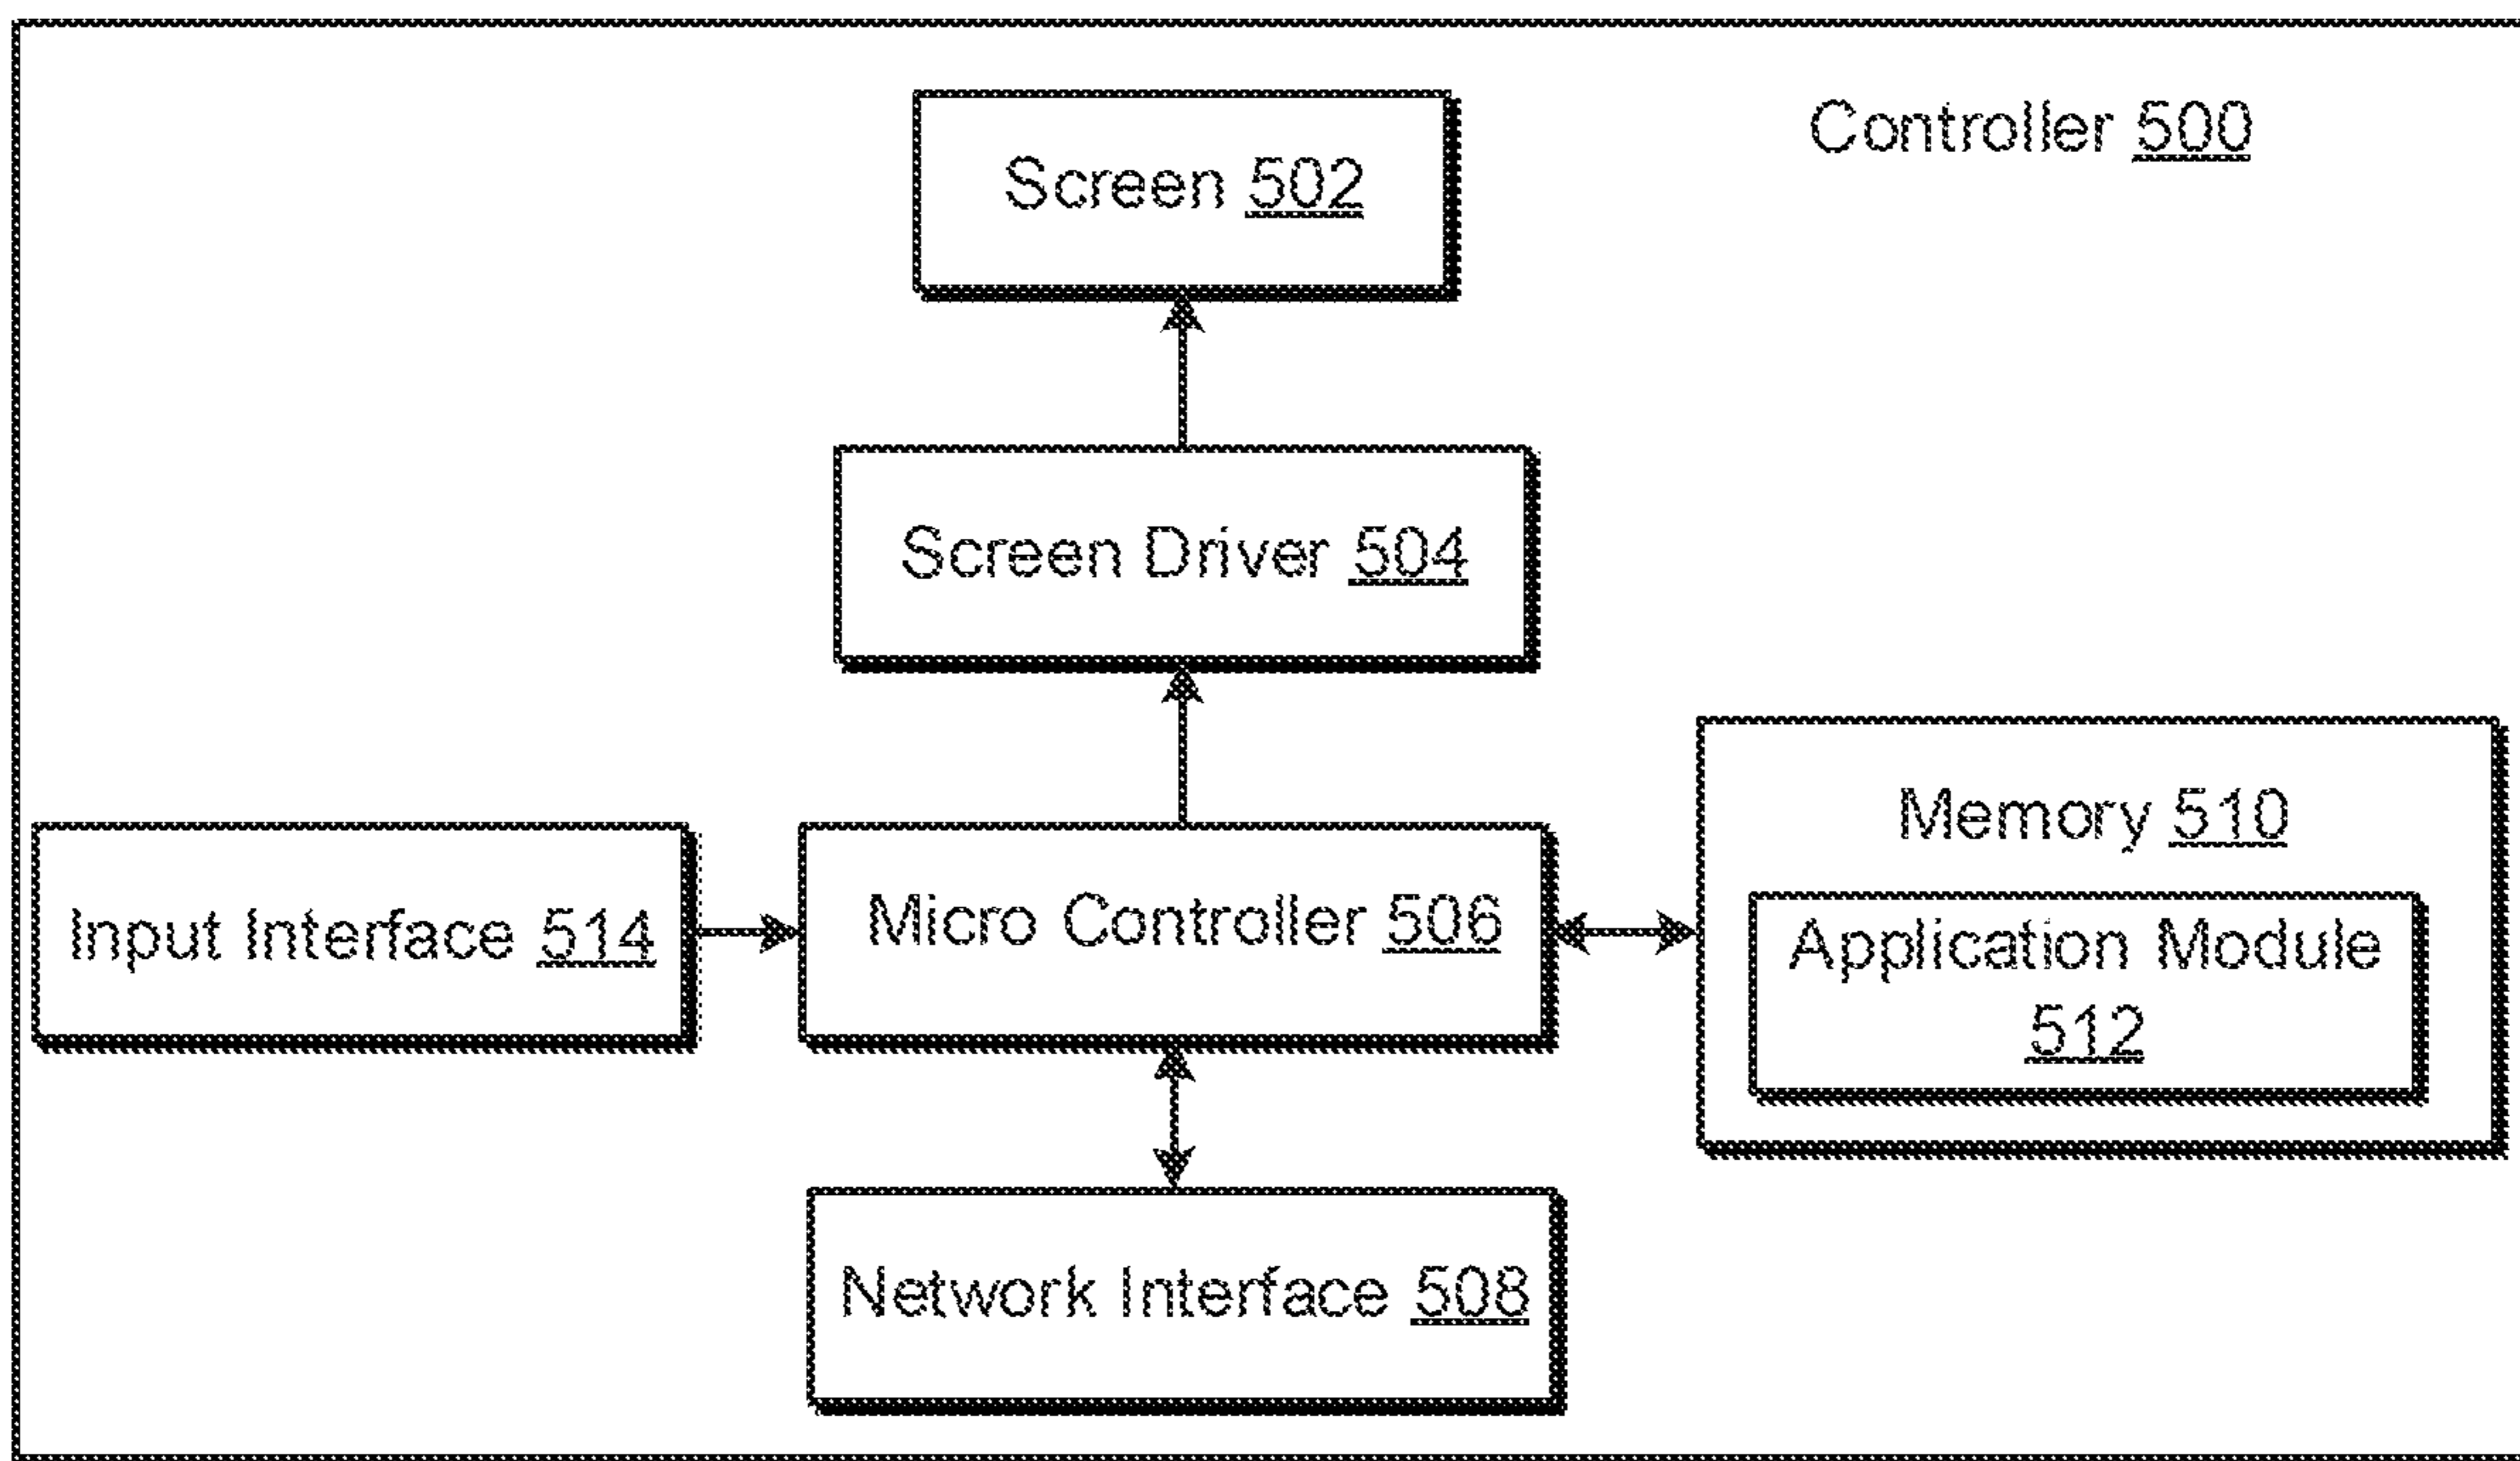 Controller 500
Screen 502
Screen Driver 504
Input Interface 514
Micro Controller 506
Memory 510
Application Module
512
Network Interface 508